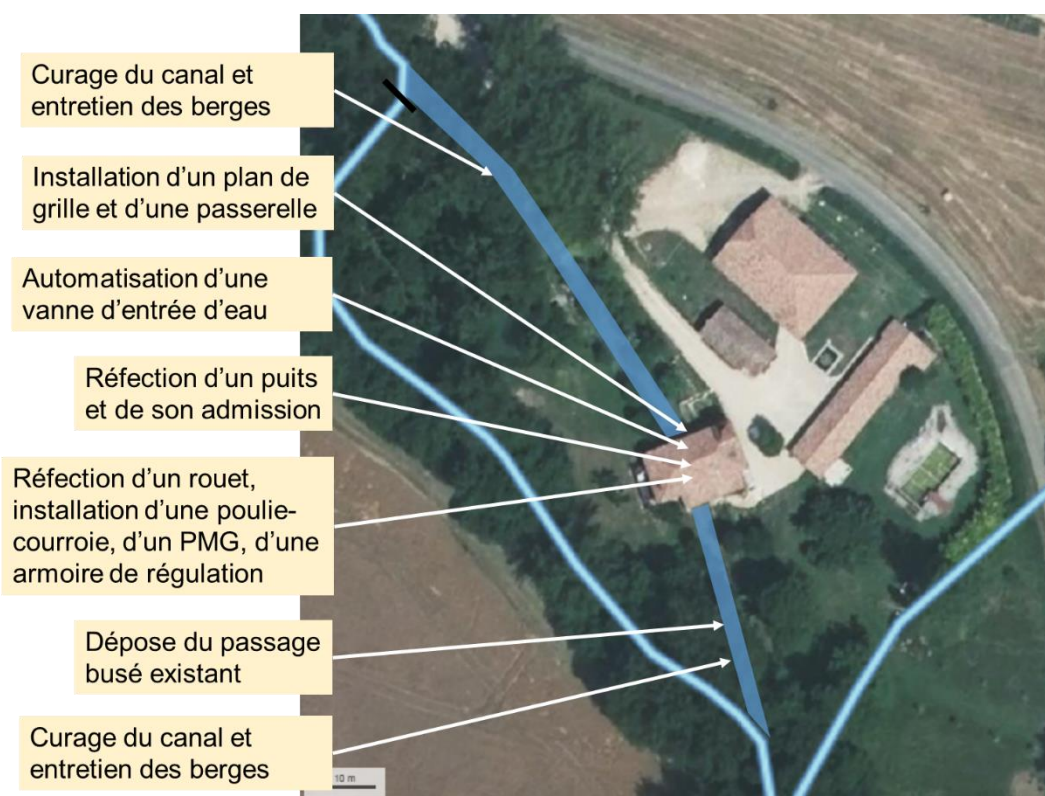 Curage du canal et
entretien des berges
Installation d'un plan de
grille et d'une passerelle
Automatisation d'une
vanne d'entrée d'eau
Réfection d'un puits
et de son admission
Réfection d'un rouet,
installation d'une poulie-
courroie, d'un PMG, d'une
armoire de régulation
Dépose du passage
busé existant
Curage du canal et
entretien des berges
10 m